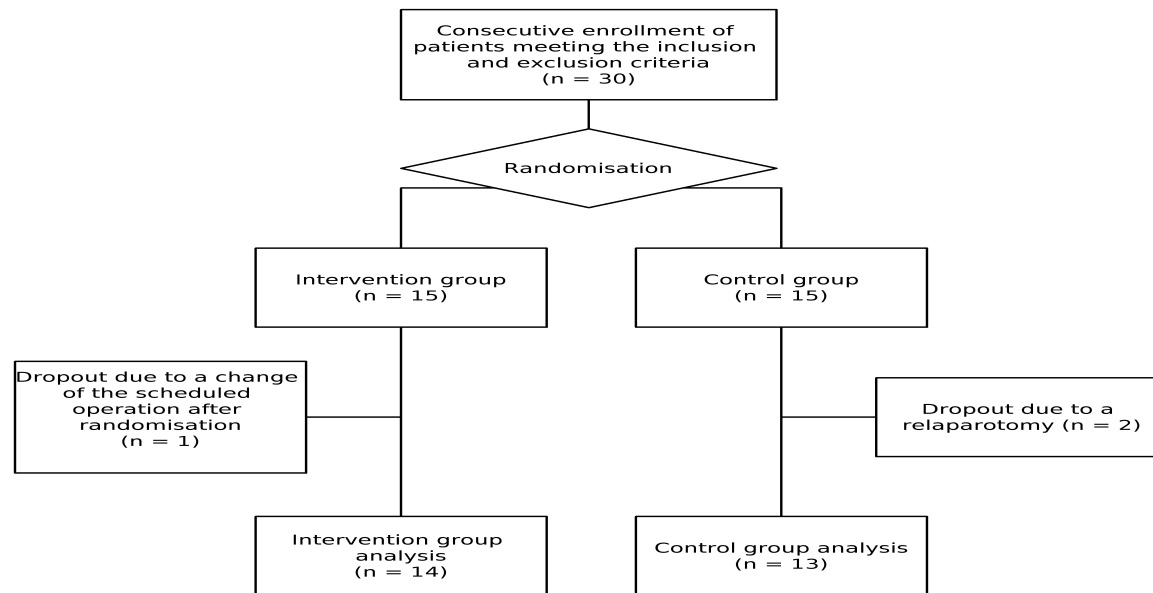 Consecutive enrollment of
patients meeting the inclusion
and exclusion criteria
(n = 30)
Randomisation
Intervention group
(n = 15)
Control group
(n = 15)
Dropout due to a change
of the scheduled
operation after
randomisation
(n = 1)
Dropout due to a
relaparotomy (n = 2)
Intervention group
analysis
(n = 14)
Control group analysis
(n = 13)